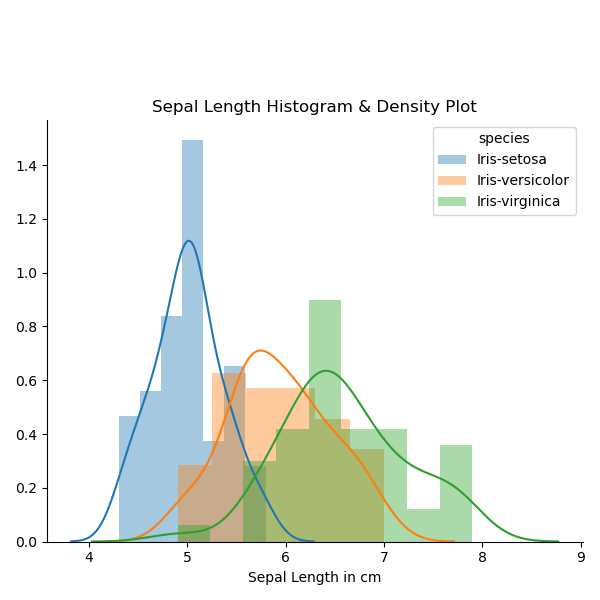 Sepal Length Histogram & Density Plot
species
Iris-setosa
Iris-versicolor
Iris-virginica
1.4
1.2
1.0
0.8
0.6
0.4
0.2
0.0
4 5 6 7 8 9
Sepal Length in cm